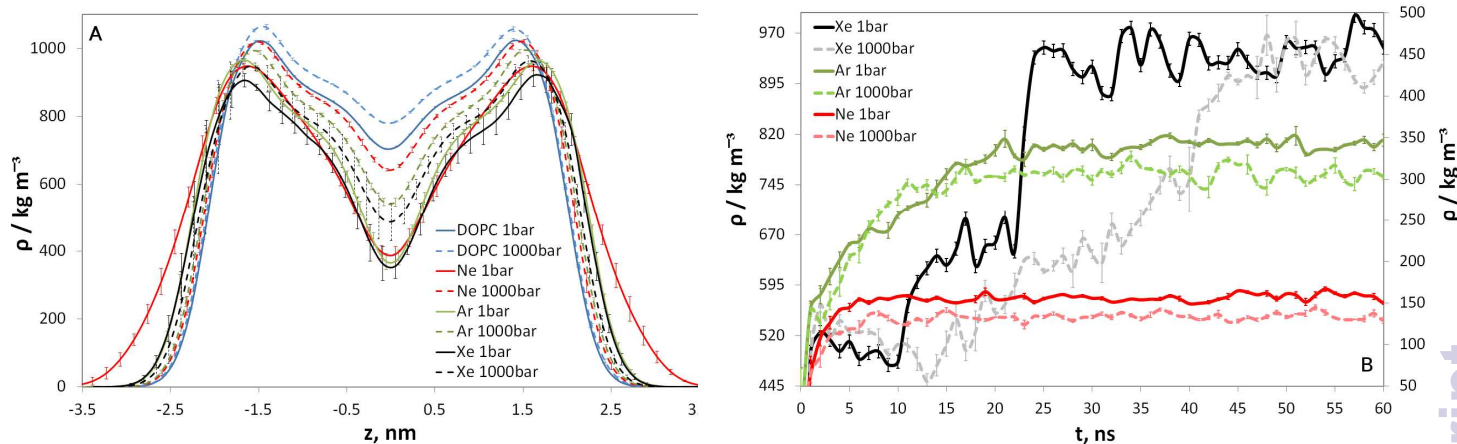 A
ρ / kg m⁻³
1000
800
600
400
200
0
-3.5
-2.5
-1.5
-0.5
0.5
1.5
2.5
3.
z, nm
DOPC 1bar
DOPC 1000bar
Ne 1bar
Ne 1000bar
Ar 1bar
Ar 1000bar
Xe 1bar
Xe 1000bar
B
ρ / kg m⁻³
970
895
820
745
670
595
520
445
Xe 1bar
Xe 1000bar
Ar 1bar
Ar 1000bar
Ne 1bar
Ne 1000bar
0
5
10
15
20
25
30
35
40
45
50
55
60
t, ns
500
450
400
350
300
250
200
150
100
50
ρ / kg m⁻³
ript